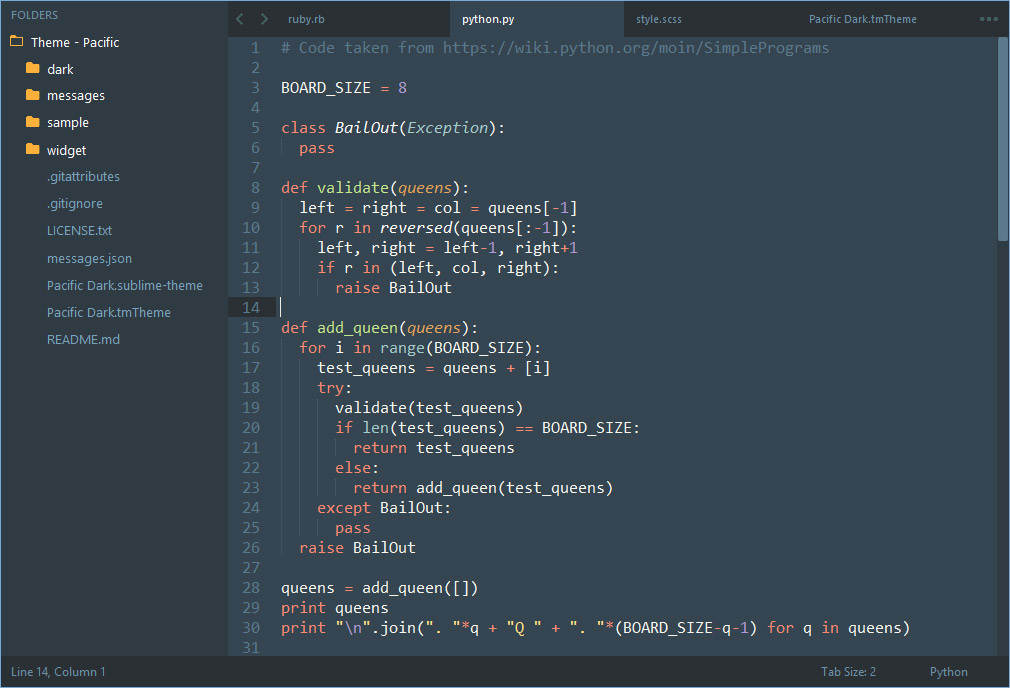 FOLDERS
Theme - Pacific
dark
messages
sample
widget
.gitattributes
.gitignore
LICENSE.txt
messages.json
Pacific Dark.sublime-theme
Pacific Dark.tmTheme
README.md
ruby.rb python.py style.scss Pacific Dark.tmTheme
1 # Code taken from https://wiki.python.org/moin/SimplePrograms
2
3 BOARD_SIZE = 8
4
5 class BailOut(Exception):
6   pass
7
8 def validate(queens):
9   left = right = col = queens[-1]
10   for r in reversed(queens[:-1]):
11     left, right = left-1, right+1
12     if r in (left, col, right):
13       raise BailOut
14
15 def add_queen(queens):
16   for i in range(BOARD_SIZE):
17     test_queens = queens + [i]
18     try:
19       validate(test_queens)
20       if len(test_queens) == BOARD_SIZE:
21         return test_queens
22       else:
23         return add_queen(test_queens)
24     except BailOut:
25       pass
26   raise BailOut
27
28 queens = add_queen([])
29 print queens
30 print "\n".join(". "*q + "Q " + ". "*(BOARD_SIZE-q-1) for q in queens)
31
Line 14, Column 1 Tab Size: 2 Python